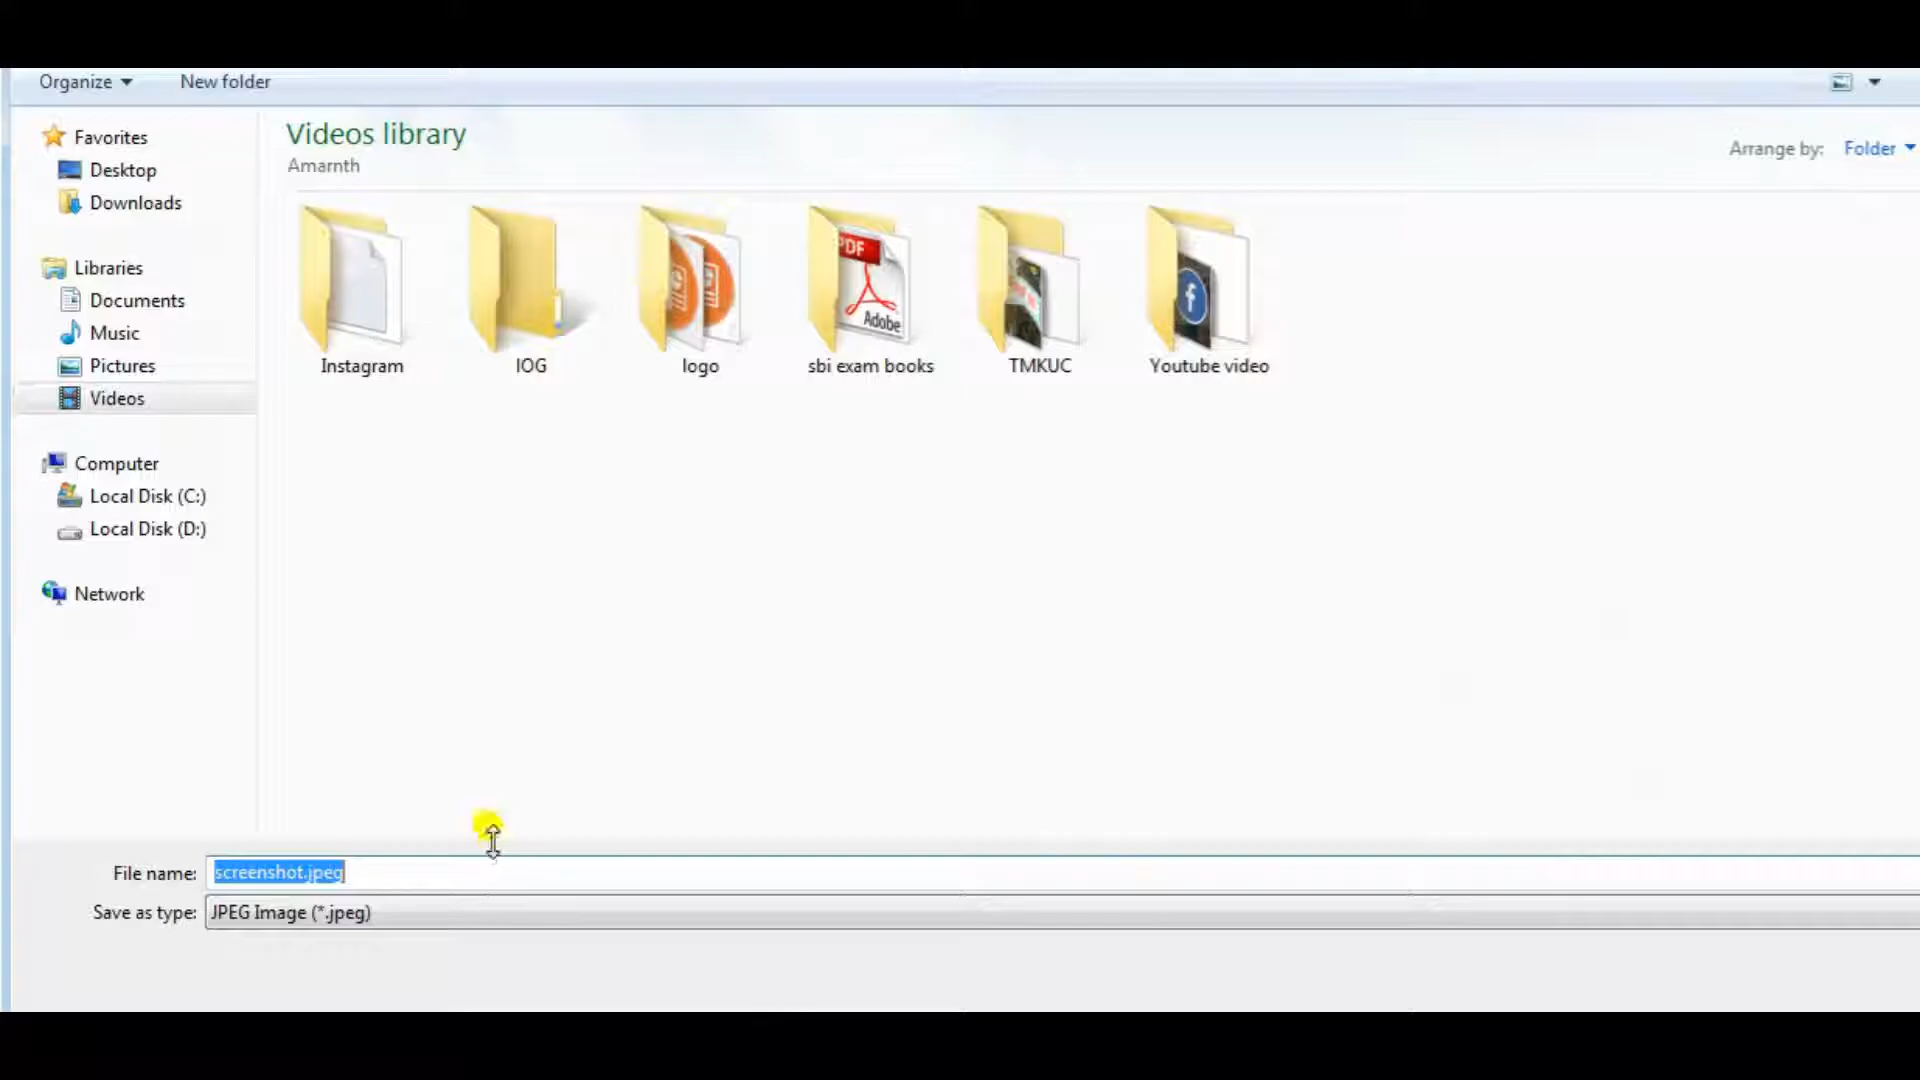 Organize
New folder
Favorites
Desktop
Downloads
Libraries
Documents
Music
Pictures
Videos
Computer
Local Disk (C:)
Local Disk (D:)
Network
Videos library
Amarnth
Arrange by: Folder
PDF
Adobe
f
Instagram
IOG
logo
sbi exam books
TMKUC
Youtube video
File name: screenshot.jpeg
Save as type: JPEG Image (*.jpeg)